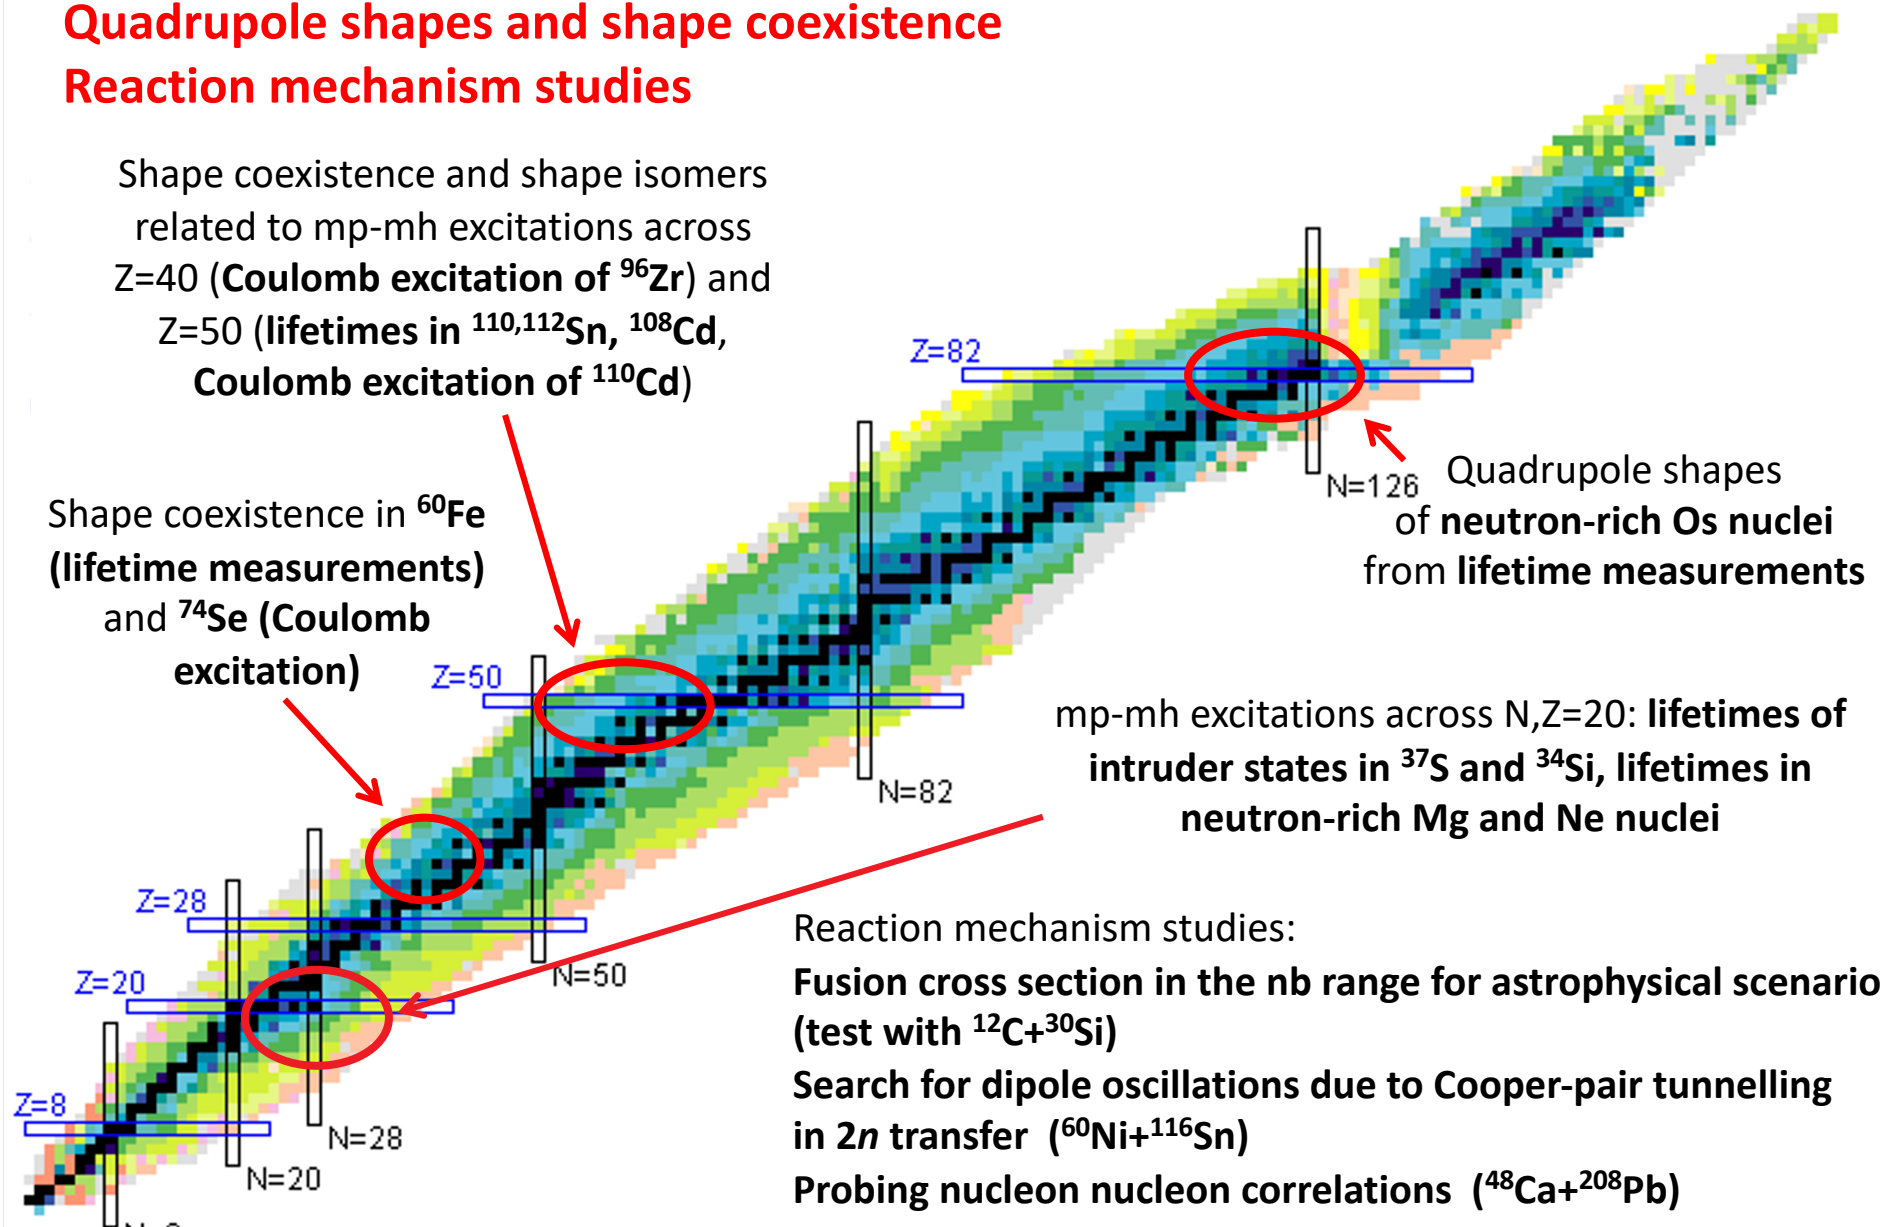 Quadrupole shapes and shape coexistence
Reaction mechanism studies
Shape coexistence and shape isomers
related to mp-mh excitations across
Z=40 (Coulomb excitation of ⁹⁶Zr) and
Z=50 (lifetimes in ¹¹⁰,¹¹²Sn, ¹⁰⁸Cd,
Coulomb excitation of ¹¹⁰Cd)
Z=82
N=126
Quadrupole shapes
of neutron-rich Os nuclei
from lifetime measurements
Shape coexistence in ⁶⁰Fe
(lifetime measurements)
and ⁷⁴Se (Coulomb
excitation)
Z=50
N=82
mp-mh excitations across N,Z=20: lifetimes of
intruder states in ³⁷S and ³⁴Si, lifetimes in
neutron-rich Mg and Ne nuclei
Z=28
N=50
Z=20
N=28
Z=8
N=20
Reaction mechanism studies:
Fusion cross section in the nb range for astrophysical scenario
(test with ¹²C+³⁰Si)
Search for dipole oscillations due to Cooper-pair tunnelling
in 2n transfer (⁶⁰Ni+¹¹⁶Sn)
Probing nucleon nucleon correlations (⁴⁸Ca+²⁰⁸Pb)